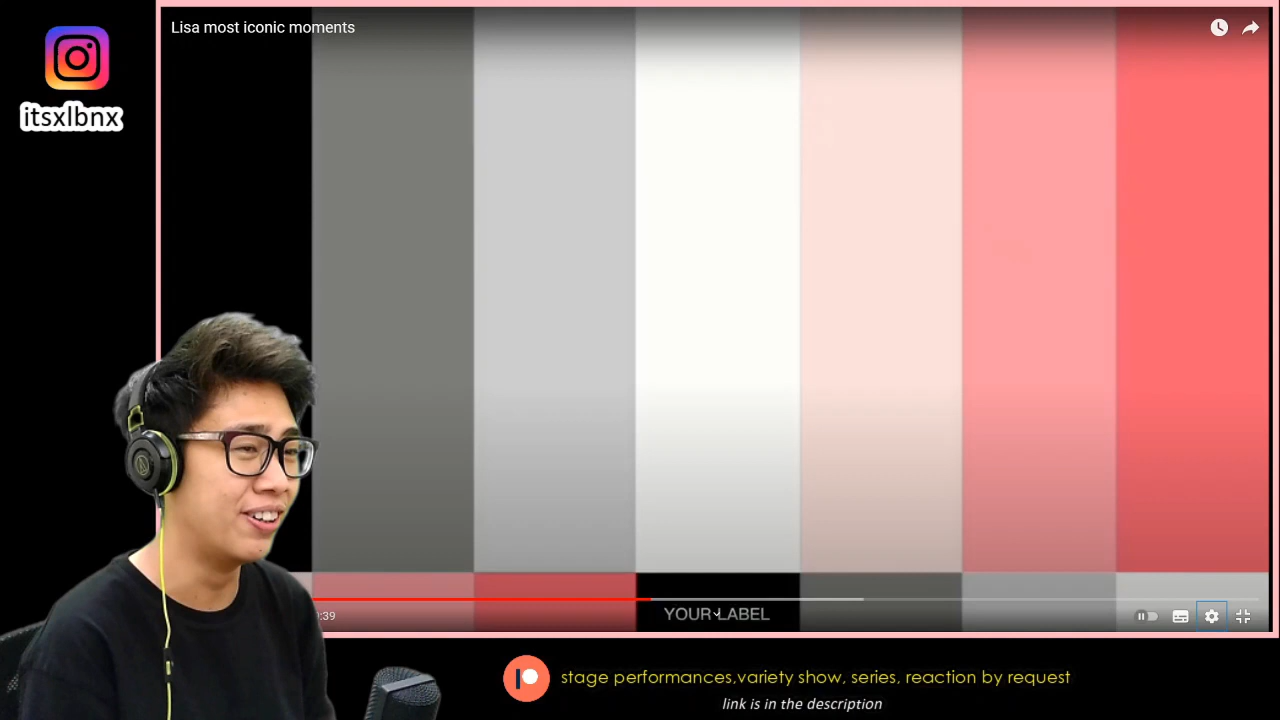 Lisa most iconic moments
itsxlbnx
:39
YOUR LABEL
stage performances,variety show, series, reaction by request
link is in the description